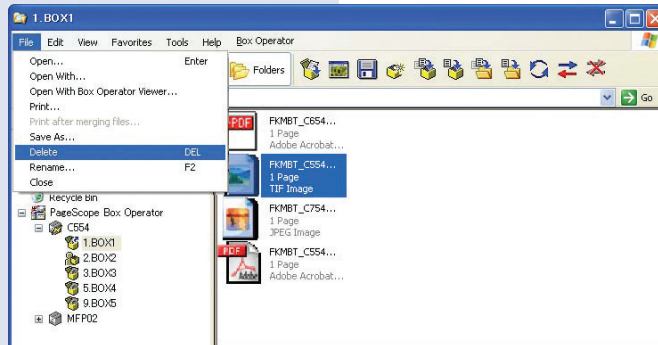 1.BOX1
File Edit View Favorites Tools Help Box Operator
Open... Enter
Open With...
Open With Box Operator Viewer...
Print...
Print after merging files...
Save As...
Delete DEL
Rename... F2
Close
Folders
Go
Recycle Bin
PageScope Box Operator
C554
1.BOX1
2.BOX2
3.BOX3
5.BOX4
9.BOX5
MFP02
PDF
FKMBT_C654...
1 Page
Adobe Acrobat...
FKMBT_C554...
1 Page
TIF Image
FKMBT_C754...
1 Page
JPEG Image
PDF
Adobe
FKMBT_C554...
1 Page
Adobe Acrobat...